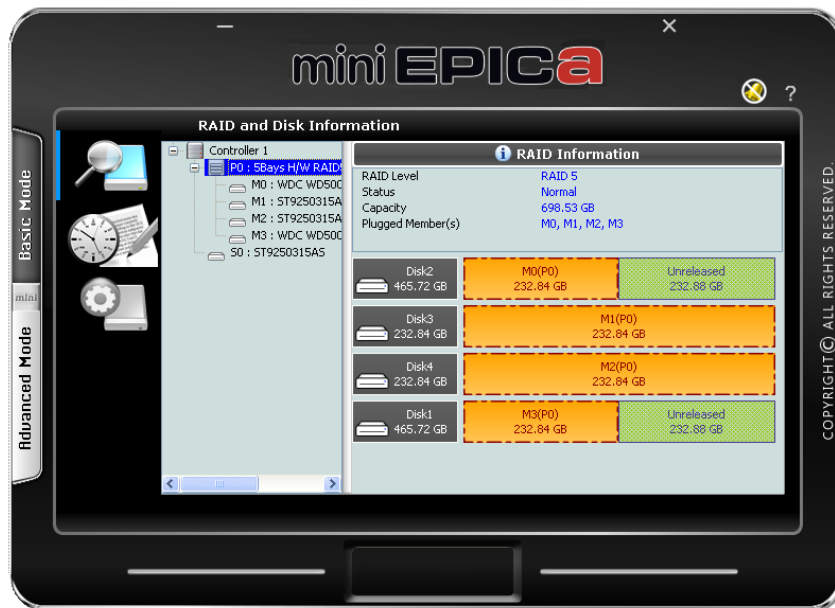 mini EPICa
?
RAID and Disk Information
Basic Mode
mini
Advanced Mode
Controller 1
P0 : 5Bays H/W RAID5
M0 : WDC WD500
M1 : ST9250315A
M2 : ST9250315A
M3 : WDC WD500
S0 : ST9250315AS
RAID Information
RAID Level RAID 5
Status Normal
Capacity 698.53 GB
Plugged Member(s) M0, M1, M2, M3
Disk2 M0(P0) Unreleased
465.72 GB 232.84 GB 232.88 GB
Disk3 M1(P0)
232.84 GB 232.84 GB
Disk4 M2(P0)
232.84 GB 232.84 GB
Disk1 M3(P0) Unreleased
465.72 GB 232.84 GB 232.88 GB
COPYRIGHT© ALL RIGHTS RESERVED.